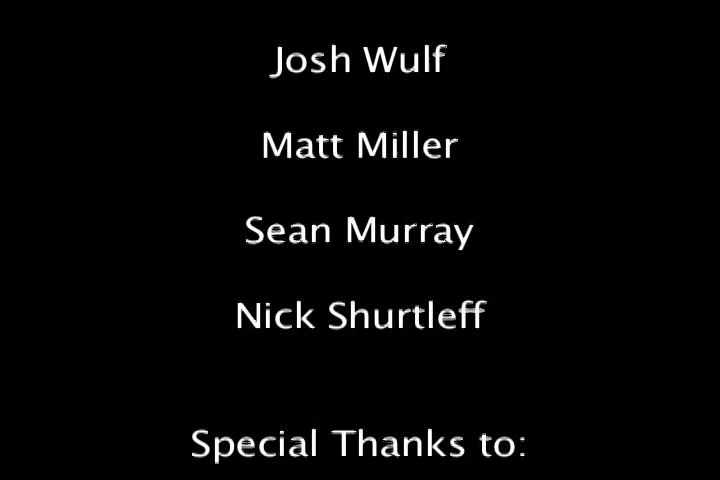 Josh Wulf
Matt Miller
Sean Murray
Nick Shurtleff
Special Thanks to: